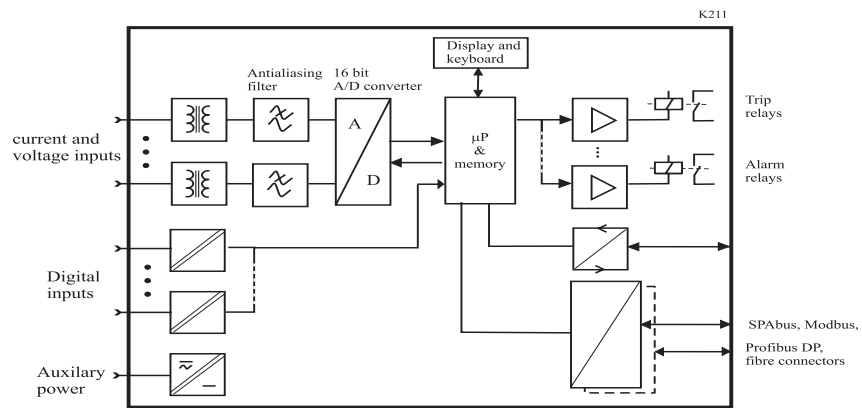 K211
Display and
keyboard
Antialiasing
filter
16 bit
A/D converter
current and
voltage inputs
A
D
µP
&
memory
Trip
relays
Alarm
relays
Digital
inputs
SPAbus, Modbus,
Profibus DP,
fibre connectors
Auxilary
power